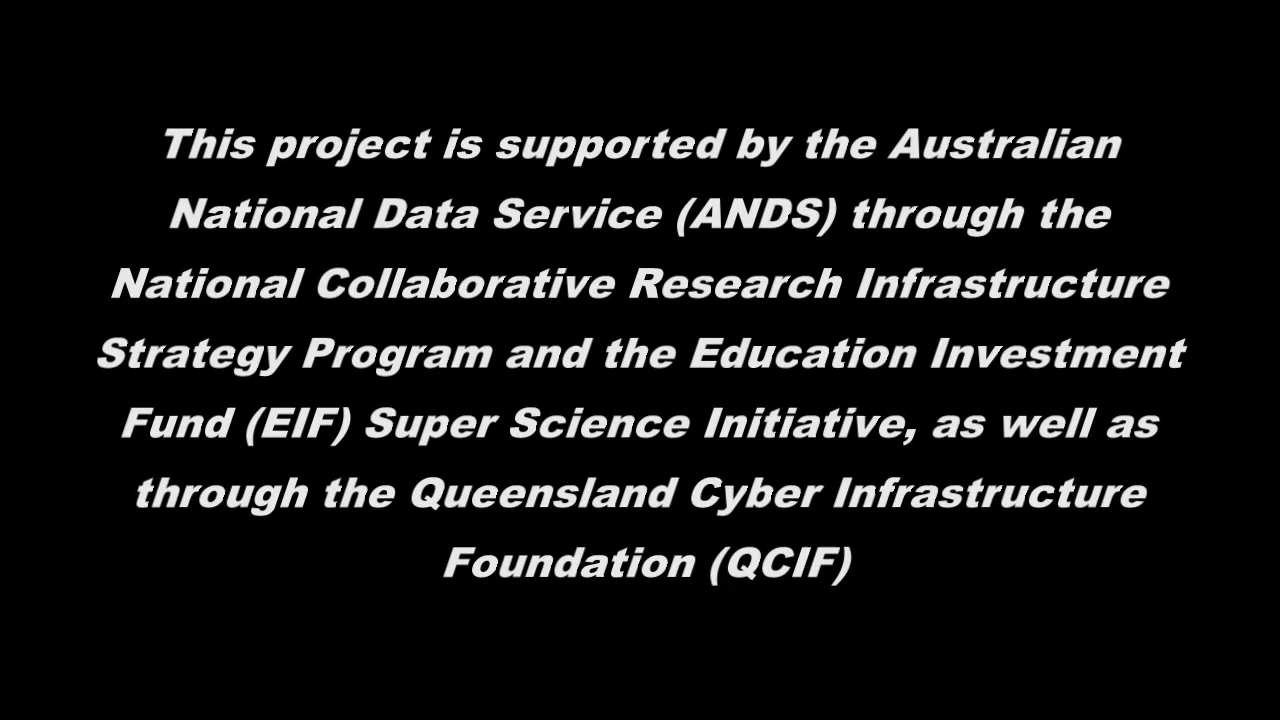 This project is supported by the Australian
National Data Service (ANDS) through the
National Collaborative Research Infrastructure
Strategy Program and the Education Investment
Fund (EIF) Super Science Initiative, as well as
through the Queensland Cyber Infrastructure
Foundation (QCIF)